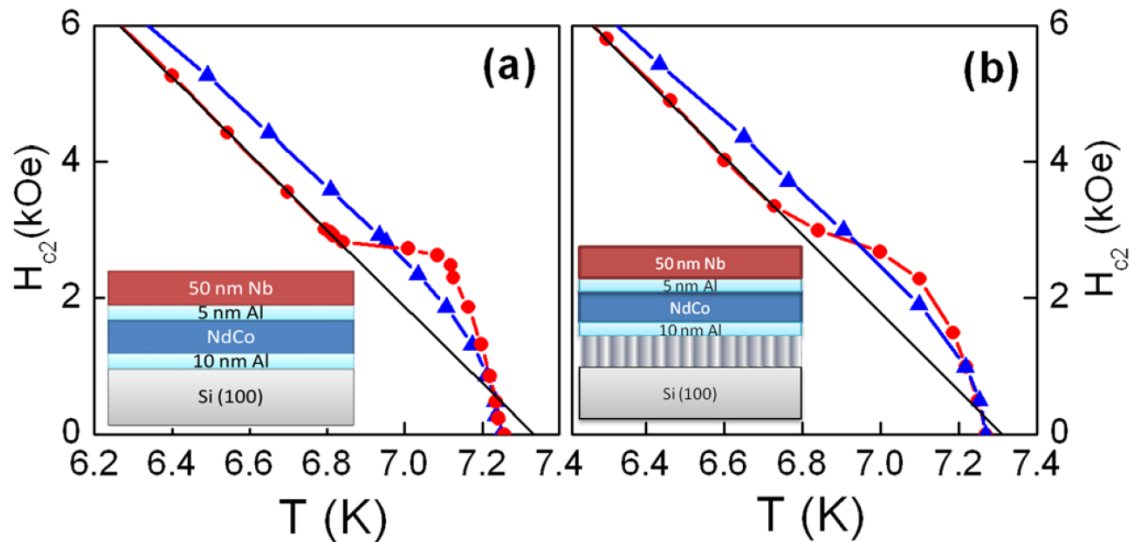 (a)
H_c2 (kOe)
6
4
2
0
50 nm Nb
5 nm Al
NdCo
10 nm Al
Si (100)
6.2 6.4 6.6 6.8 7.0 7.2 7.4
T (K)
(b)
50 nm Nb
5 nm Al
NdCo
10 nm Al
Si (100)
6.4 6.6 6.8 7.0 7.2 7.4
T (K)
6
4
2
0
H_c2 (kOe)